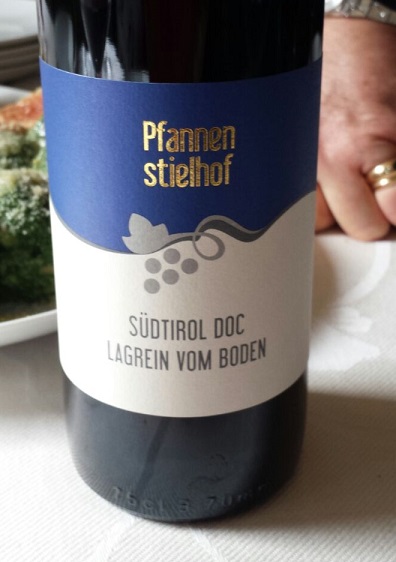 Pfannen
stielhof
SÜDTIROL DOC
LAGREIN VOM BODEN